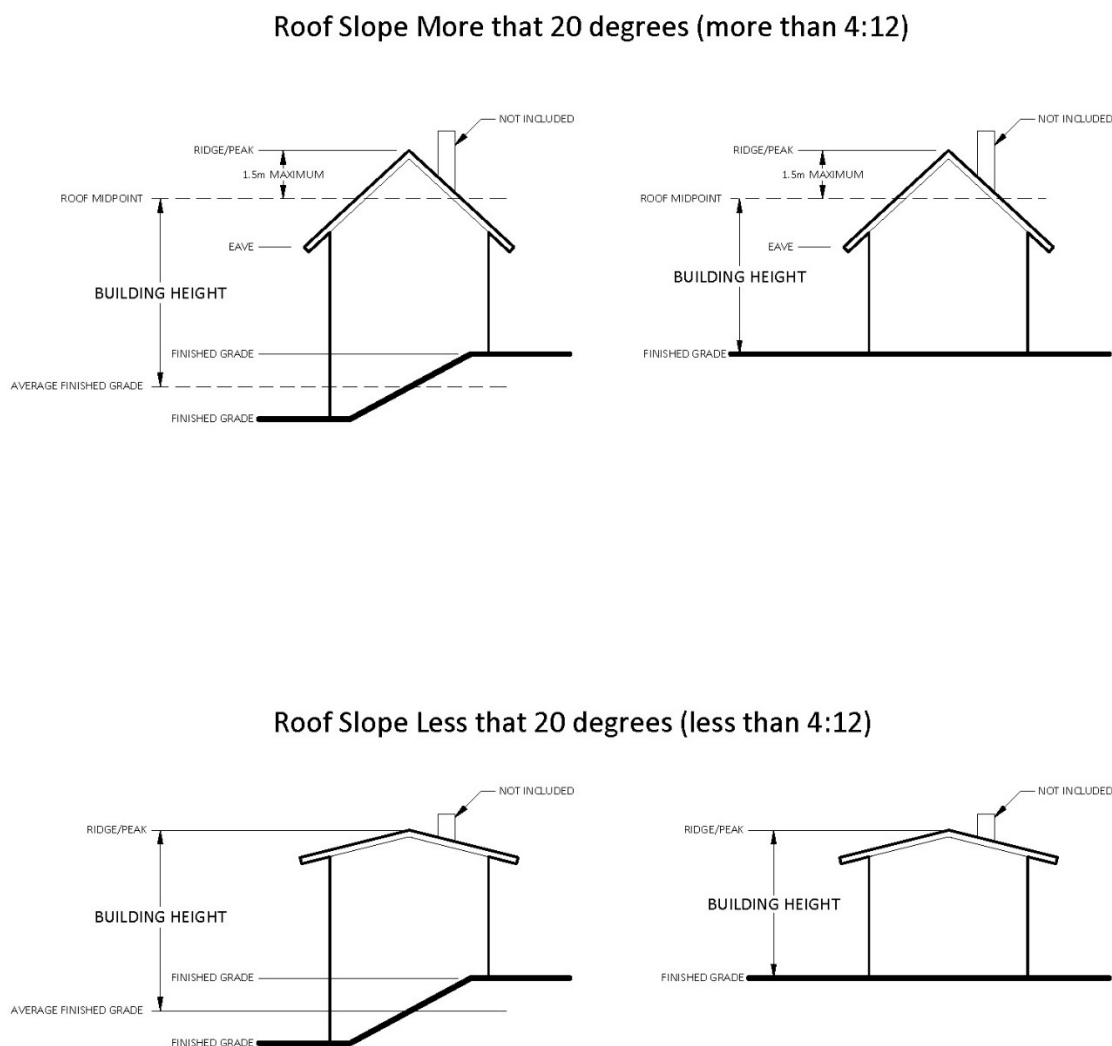 Roof Slope More that 20 degrees (more than 4:12)
NOT INCLUDED
RIDGE/PEAK
1.5m MAXIMUM
ROOF MIDPOINT
EAVE
BUILDING HEIGHT
FINISHED GRADE
AVERAGE FINISHED GRADE
FINISHED GRADE
NOT INCLUDED
RIDGE/PEAK
1.5m MAXIMUM
ROOF MIDPOINT
EAVE
BUILDING HEIGHT
FINISHED GRADE
Roof Slope Less that 20 degrees (less than 4:12)
NOT INCLUDED
RIDGE/PEAK
BUILDING HEIGHT
FINISHED GRADE
AVERAGE FINISHED GRADE
FINISHED GRADE
NOT INCLUDED
RIDGE/PEAK
BUILDING HEIGHT
FINISHED GRADE